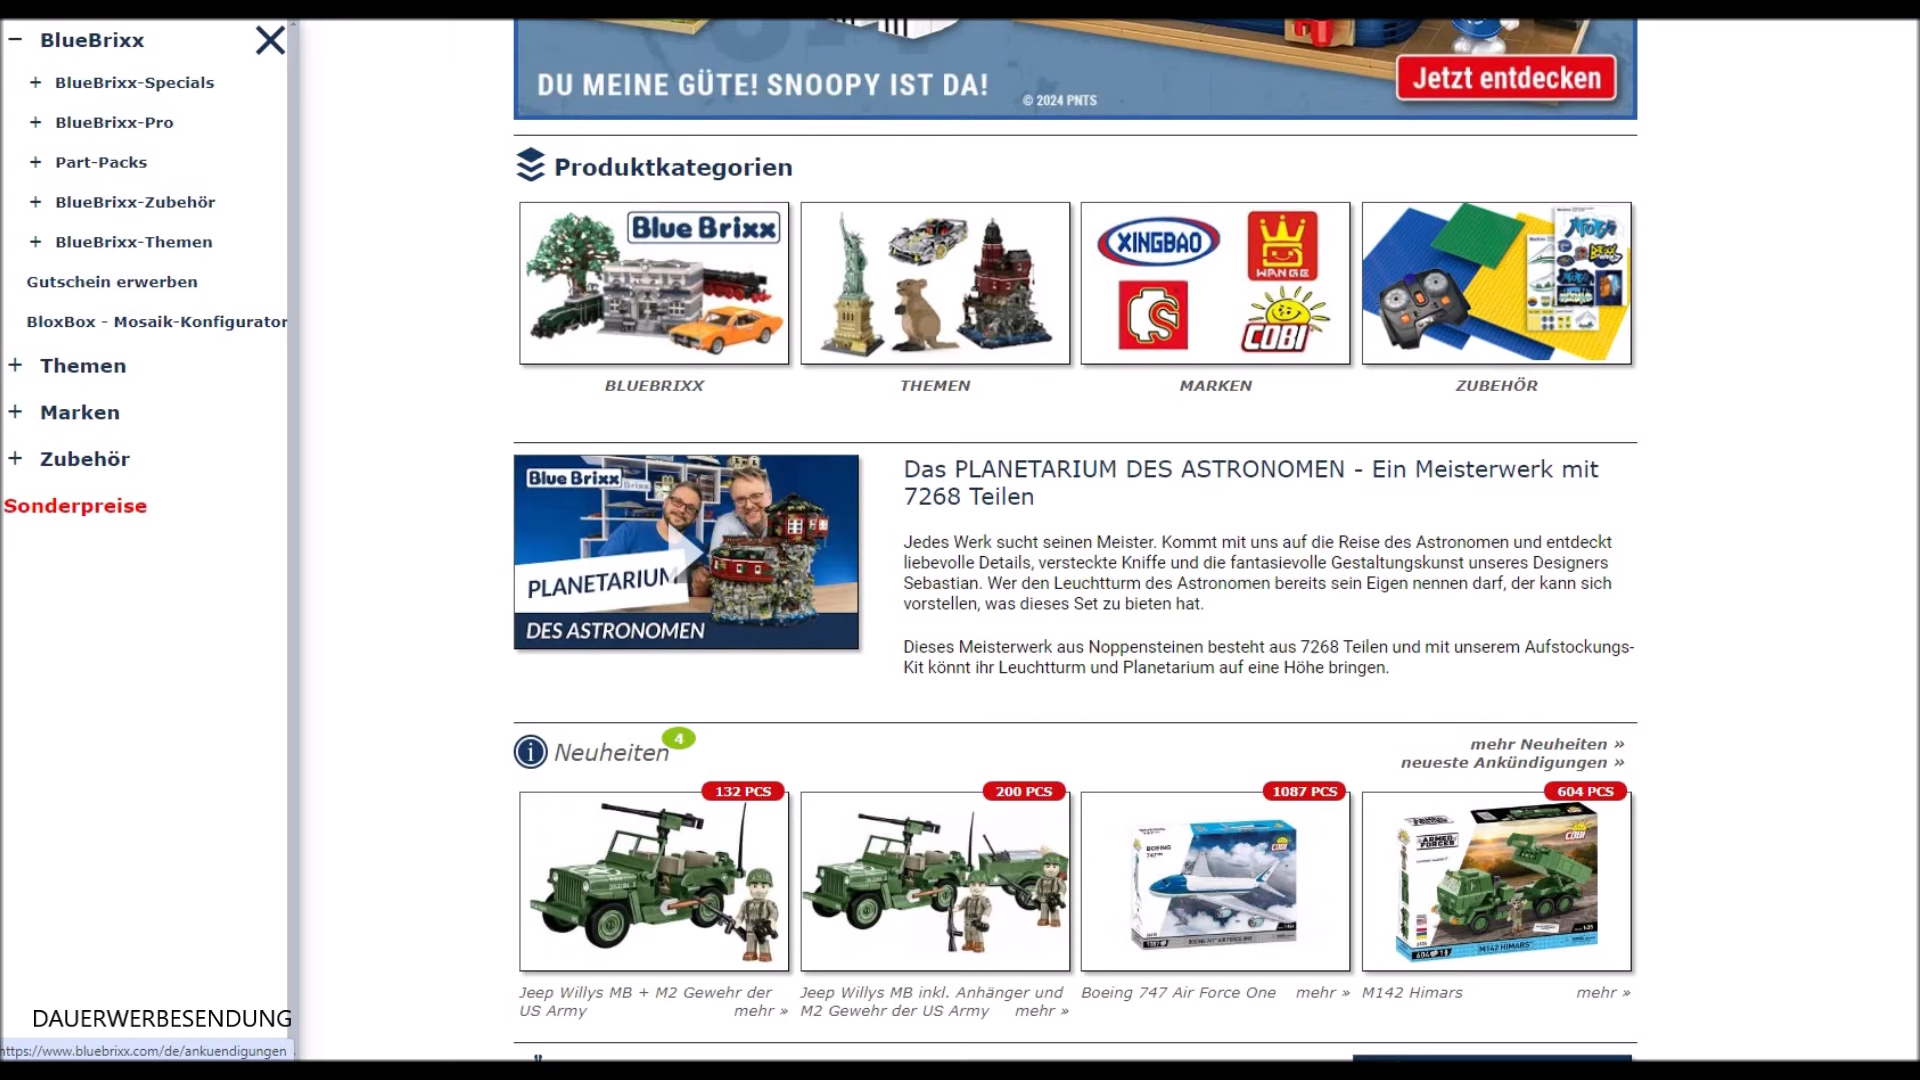 BlueBrixx
BlueBrixx-Specials
BlueBrixx-Pro
Part-Packs
BlueBrixx-Zubehör
BlueBrixx-Themen
Gutschein erwerben
BloxBox - Mosaik-Konfigurator
Themen
Marken
Zubehör
Sonderpreise
DAUERWERBESENDUNG
https://www.bluebrixx.com/de/ankuendigungen
DU MEINE GÜTE! SNOOPY IST DA!
© 2024 PNTS
Jetzt entdecken
Produktkategorien
Blue Brixx
XINGBAO
WANGE
COBI
BLUEBRIXX
THEMEN
MARKEN
ZUBEHÖR
Blue Brixx
PLANETARIUM
DES ASTRONOMEN
Das PLANETARIUM DES ASTRONOMEN - Ein Meisterwerk mit
7268 Teilen
Jedes Werk sucht seinen Meister. Kommt mit uns auf die Reise des Astronomen und entdeckt
liebevolle Details, versteckte Kniffe und die fantasievolle Gestaltungskunst unseres Designers
Sebastian. Wer den Leuchtturm des Astronomen bereits sein Eigen nennen darf, der kann sich
vorstellen, was dieses Set zu bieten hat.
Dieses Meisterwerk aus Noppensteinen besteht aus 7268 Teilen und mit unserem Aufstockungs-
Kit könnt ihr Leuchtturm und Planetarium auf eine Höhe bringen.
Neuheiten 4
mehr Neuheiten »
neueste Ankündigungen »
132 PCS
200 PCS
1087 PCS
604 PCS
BOEING
747
COBI
ARMED
FORCES
COBI
M142 HIMARS
Jeep Willys MB + M2 Gewehr der
US Army mehr »
Jeep Willys MB inkl. Anhänger und
M2 Gewehr der US Army mehr »
Boeing 747 Air Force One mehr »
M142 Himars mehr »